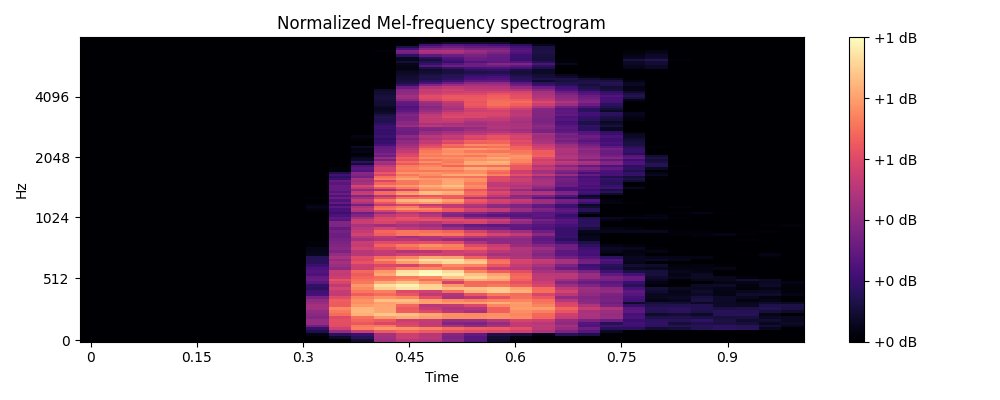 Normalized Mel-frequency spectrogram
Hz
4096
2048
1024
512
0
0 0.15 0.3 0.45 0.6 0.75 0.9
Time
+1 dB
+1 dB
+1 dB
+0 dB
+0 dB
+0 dB